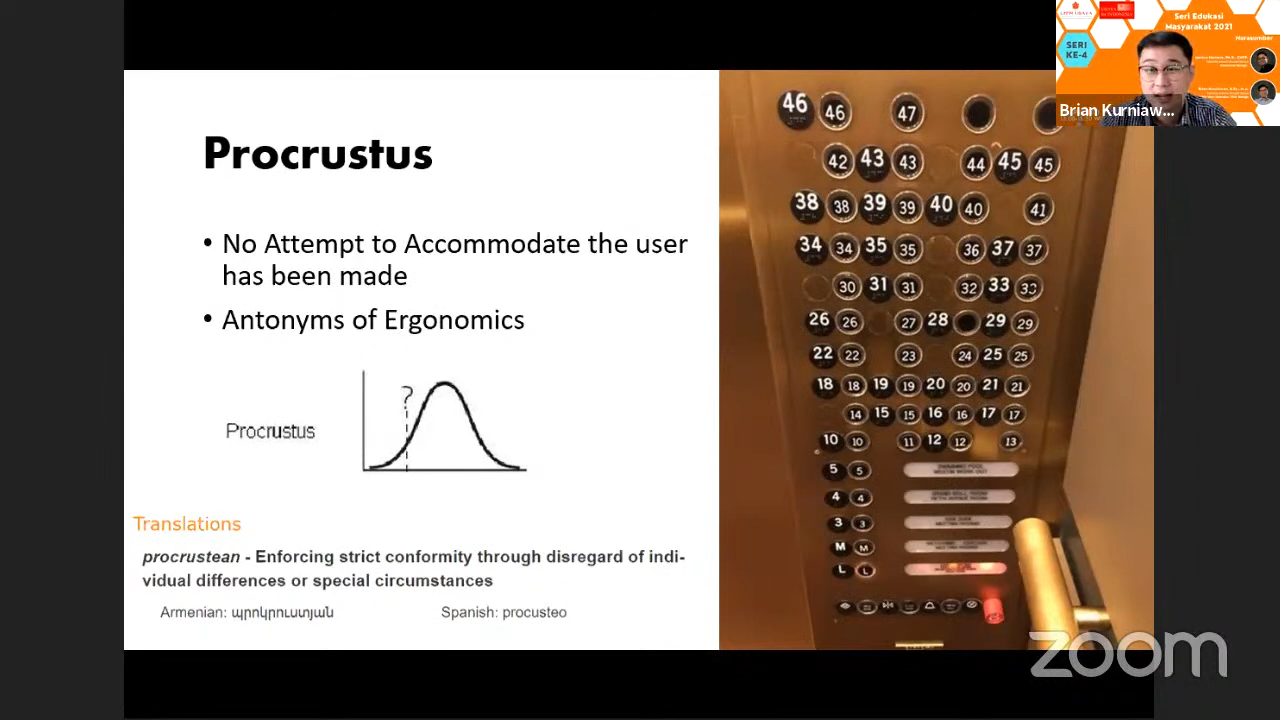 Procrustus
• No Attempt to Accommodate the user
has been made
• Antonyms of Ergonomics
?
Procrustus
Translations
procrustean - Enforcing strict conformity through disregard of indi-
vidual differences or special circumstances
Armenian: պրոկրուստյան
Spanish: procusteo
46 46 47
42 43 43 44 45 45
38 38 39 39 40 40 41
34 34 35 35 36 37 37
30 31 31 32 33 33
26 26 27 28 29 29
22 22 23 24 25 25
18 18 19 19 20 20 21 21
14 15 15 16 16 17 17
10 10 11 12 12 13
5 5
4 4
3 3
M M
L L
Seri Edukasi
Masyarakat 2021
Narasumber
SERI
KE-4
Brian Kurniaw...
zoom